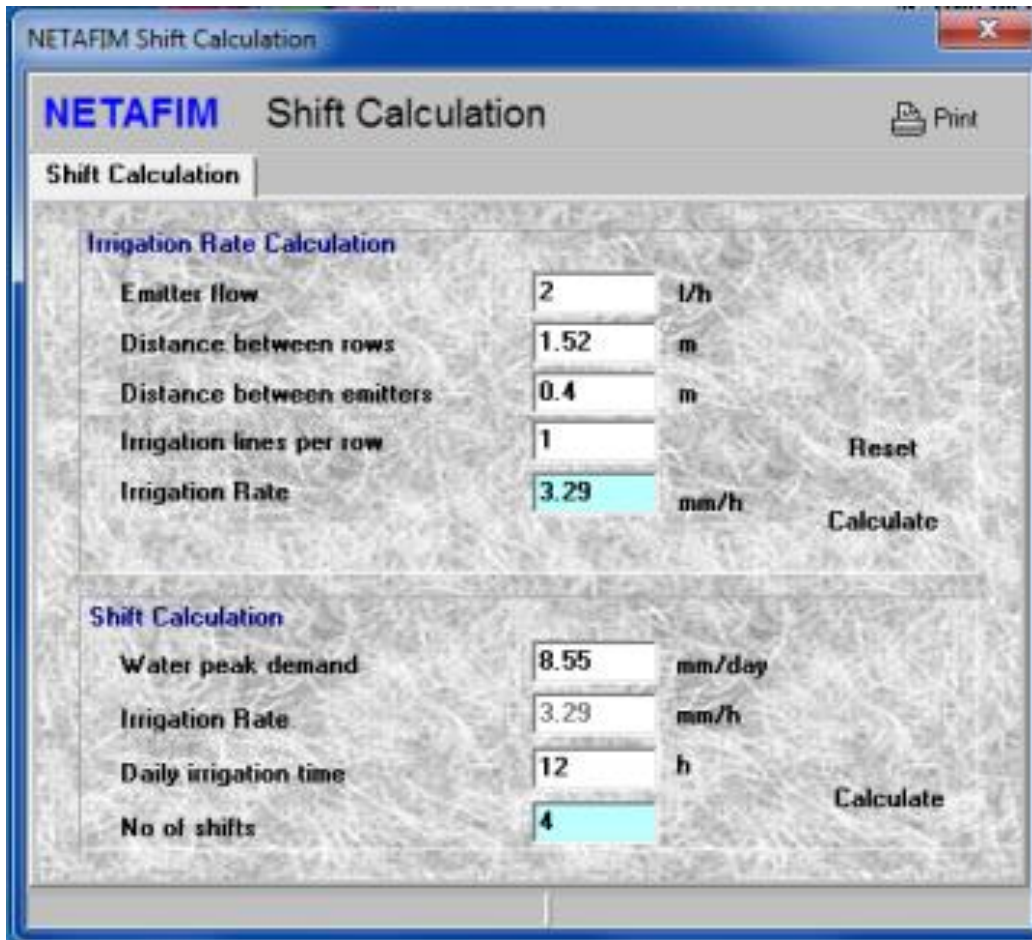 NETAFIM Shift Calculation
NETAFIM Shift Calculation Print
Shift Calculation
Irrigation Rate Calculation
Emitter flow 2 l/h
Distance between rows 1.52 m
Distance between emitters 0.4 m
Irrigation lines per row 1
Reset
Irrigation Rate 3.29 mm/h
Calculate
Shift Calculation
Water peak demand 8.55 mm/day
Irrigation Rate 3.29 mm/h
Daily irrigation time 12 h
Calculate
No of shifts 4